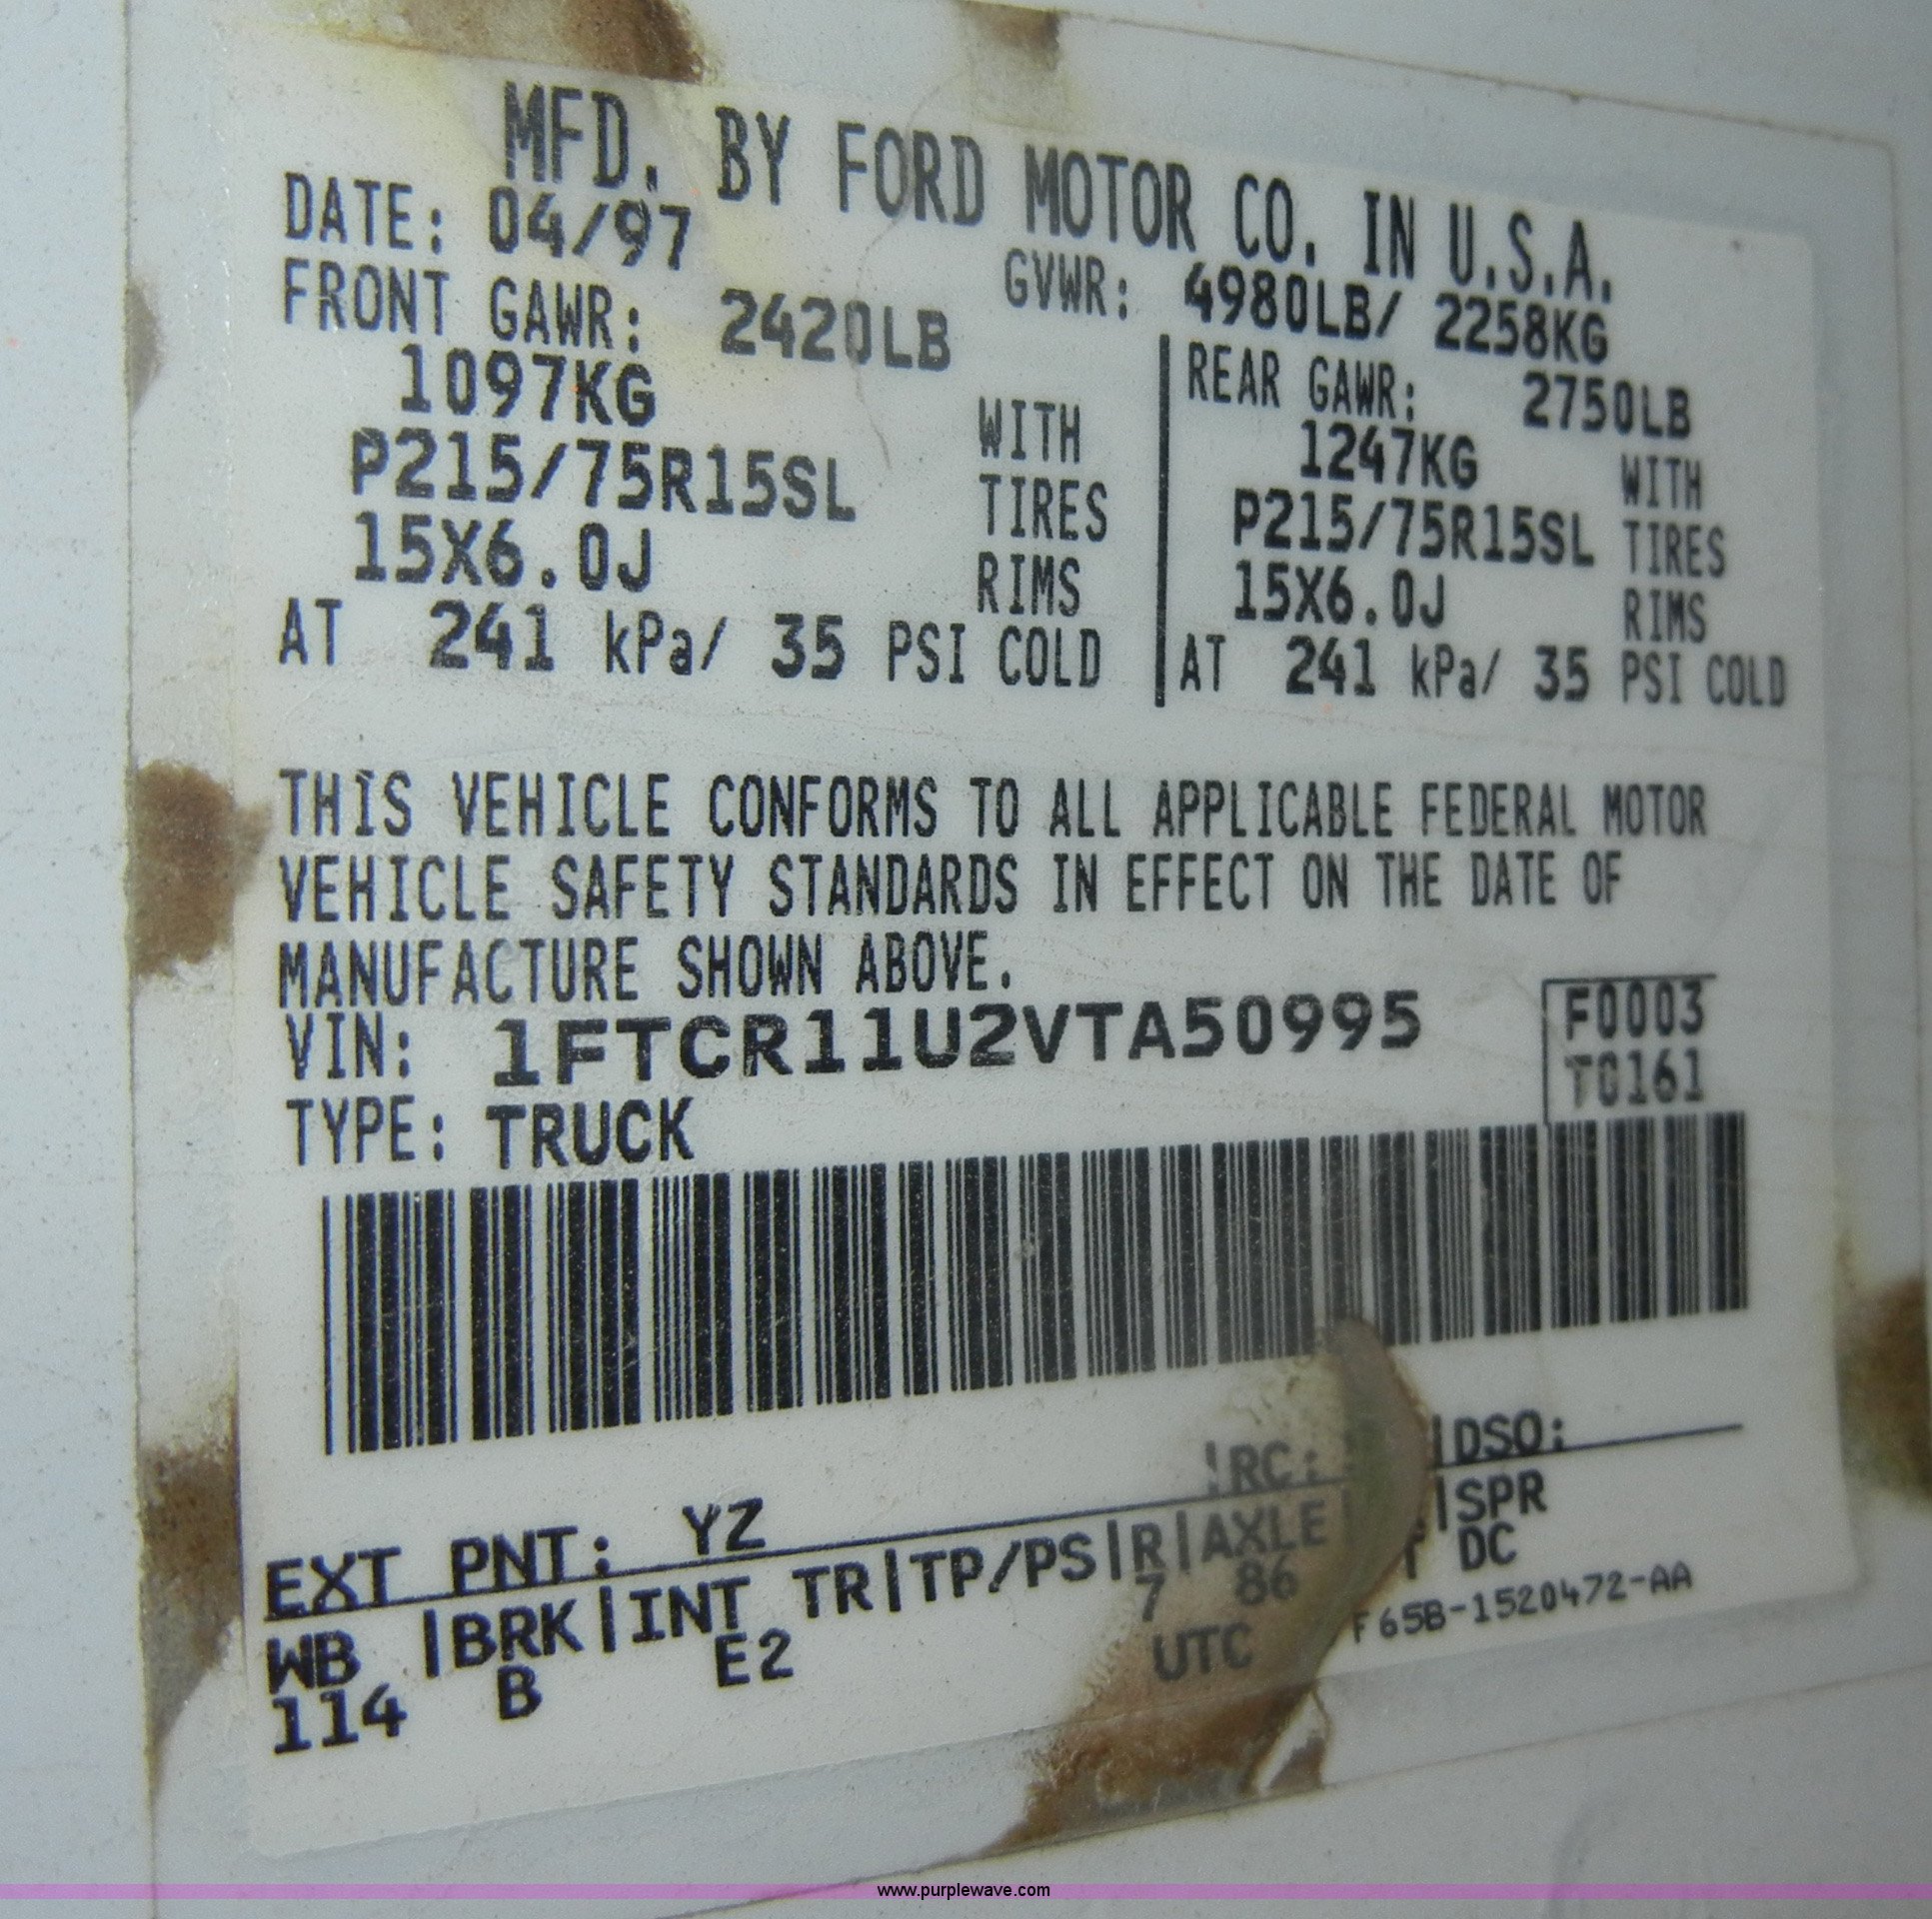 MFD. BY FORD MOTOR CO. IN U.S.A.
DATE: 04/97
GVWR: 4980LB/ 2258KG
FRONT GAWR: 2420LB
1097KG WITH
P215/75R15SL TIRES
15X6.0J RIMS
AT 241 kPa/ 35 PSI COLD
REAR GAWR: 2750LB
1247KG WITH
P215/75R15SL TIRES
15X6.0J RIMS
AT 241 kPa/ 35 PSI COLD
THIS VEHICLE CONFORMS TO ALL APPLICABLE FEDERAL MOTOR
VEHICLE SAFETY STANDARDS IN EFFECT ON THE DATE OF
MANUFACTURE SHOWN ABOVE.
VIN: 1FTCR11U2VTA50995
F0003
T0161
TYPE: TRUCK
EXT PNT: YZ |RC: |DSO:
WB |BRK|INT TR|TP/PS|R|AXLE| |SPR
114 B E2 7 86 DC
UTC F65B-1520472-AA
www.purplewave.com